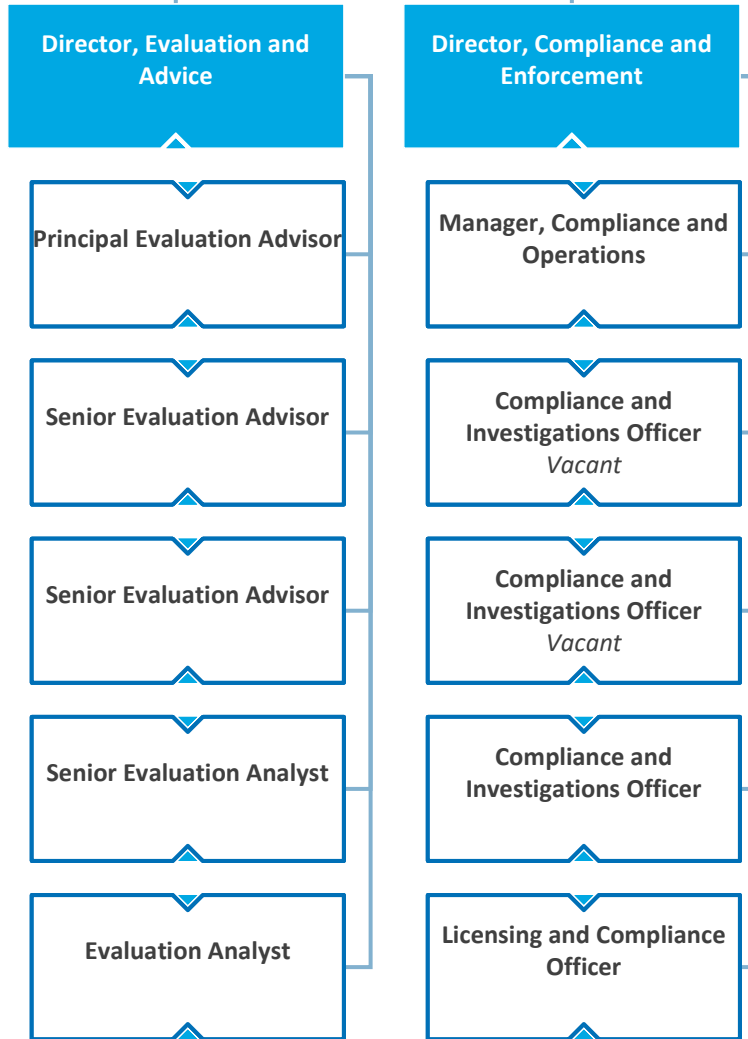 Director, Evaluation and
Advice
Principal Evaluation Advisor
Senior Evaluation Advisor
Senior Evaluation Advisor
Senior Evaluation Analyst
Evaluation Analyst
Director, Compliance and
Enforcement
Manager, Compliance and
Operations
Compliance and
Investigations Officer
Vacant
Compliance and
Investigations Officer
Vacant
Compliance and
Investigations Officer
Licensing and Compliance
Officer